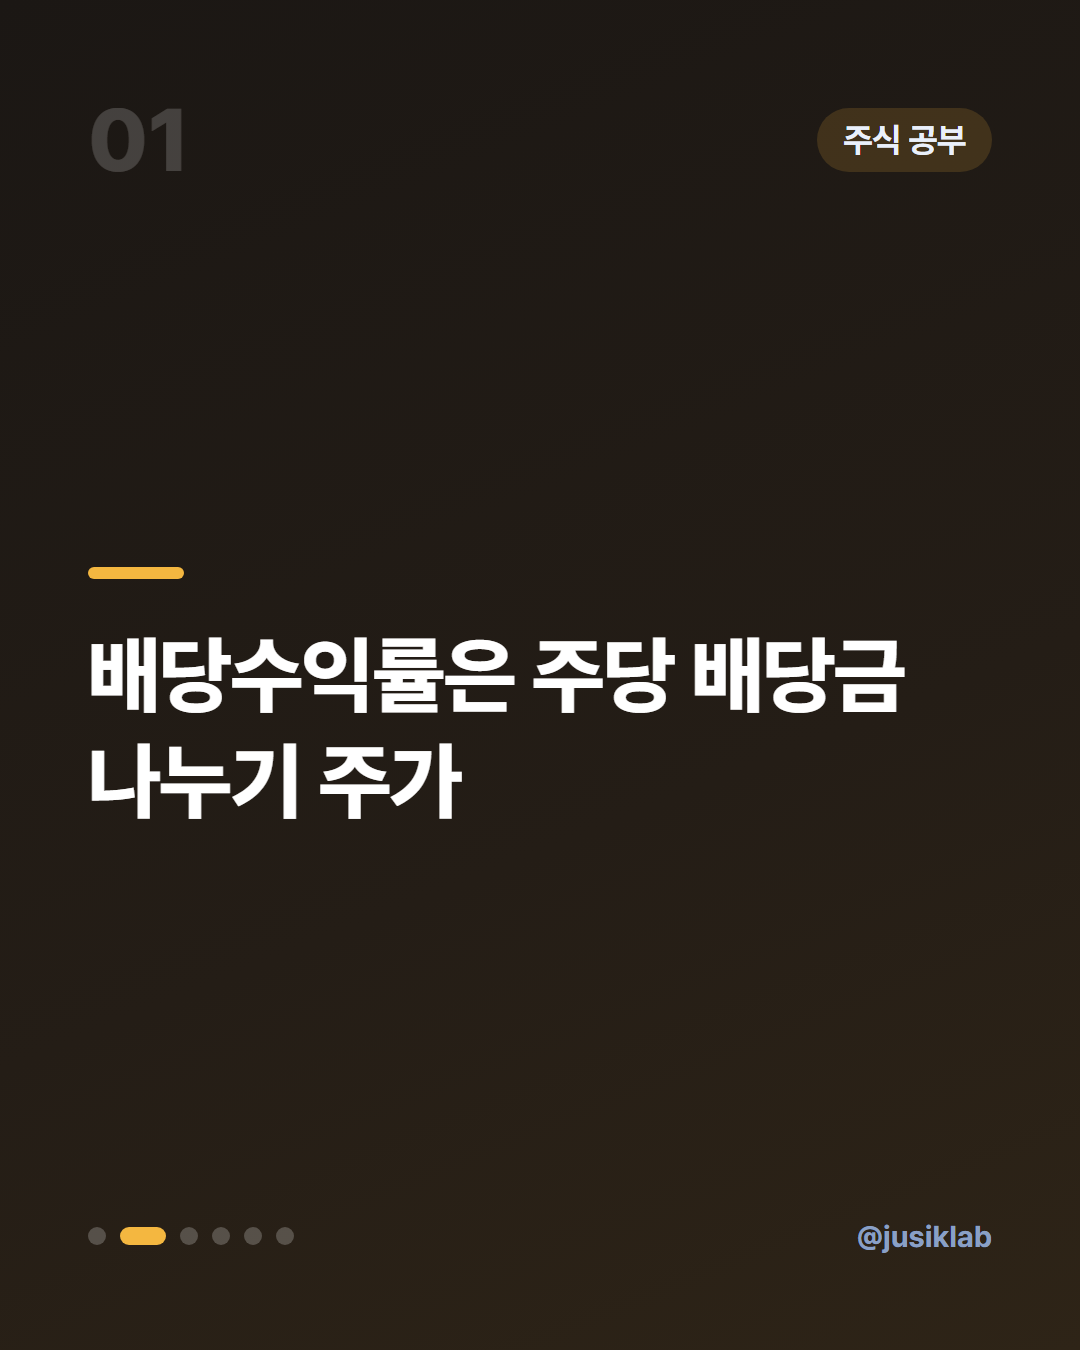 01
주식 공부
배당수익률은 주당 배당금
나누기 주가
@jusiklab